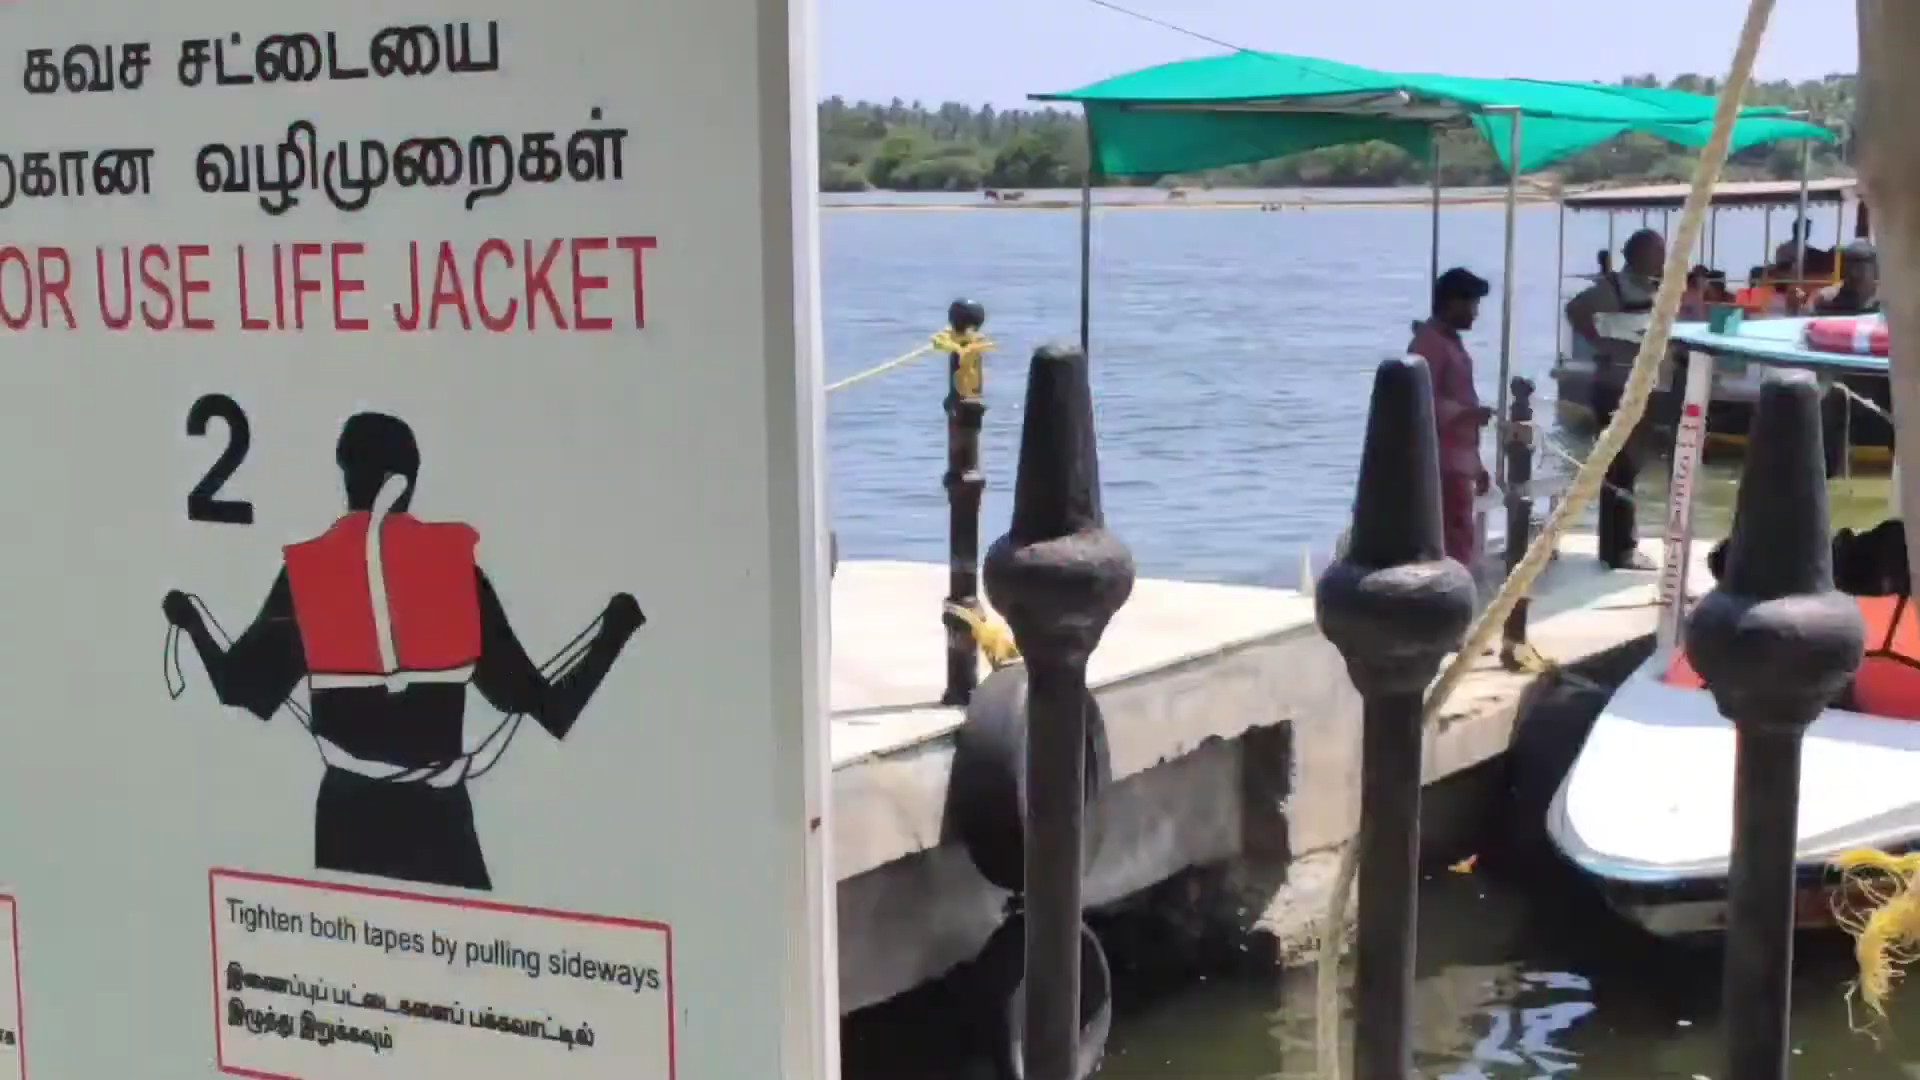 கவச சட்டையை
வழிமுறைகள்
OR USE LIFE JACKET
2
Tighten both tapes by pulling sideways
இணைப்புப் பட்டைகளைப் பக்கவாட்டில்
இழுத்து இறுக்கவும்